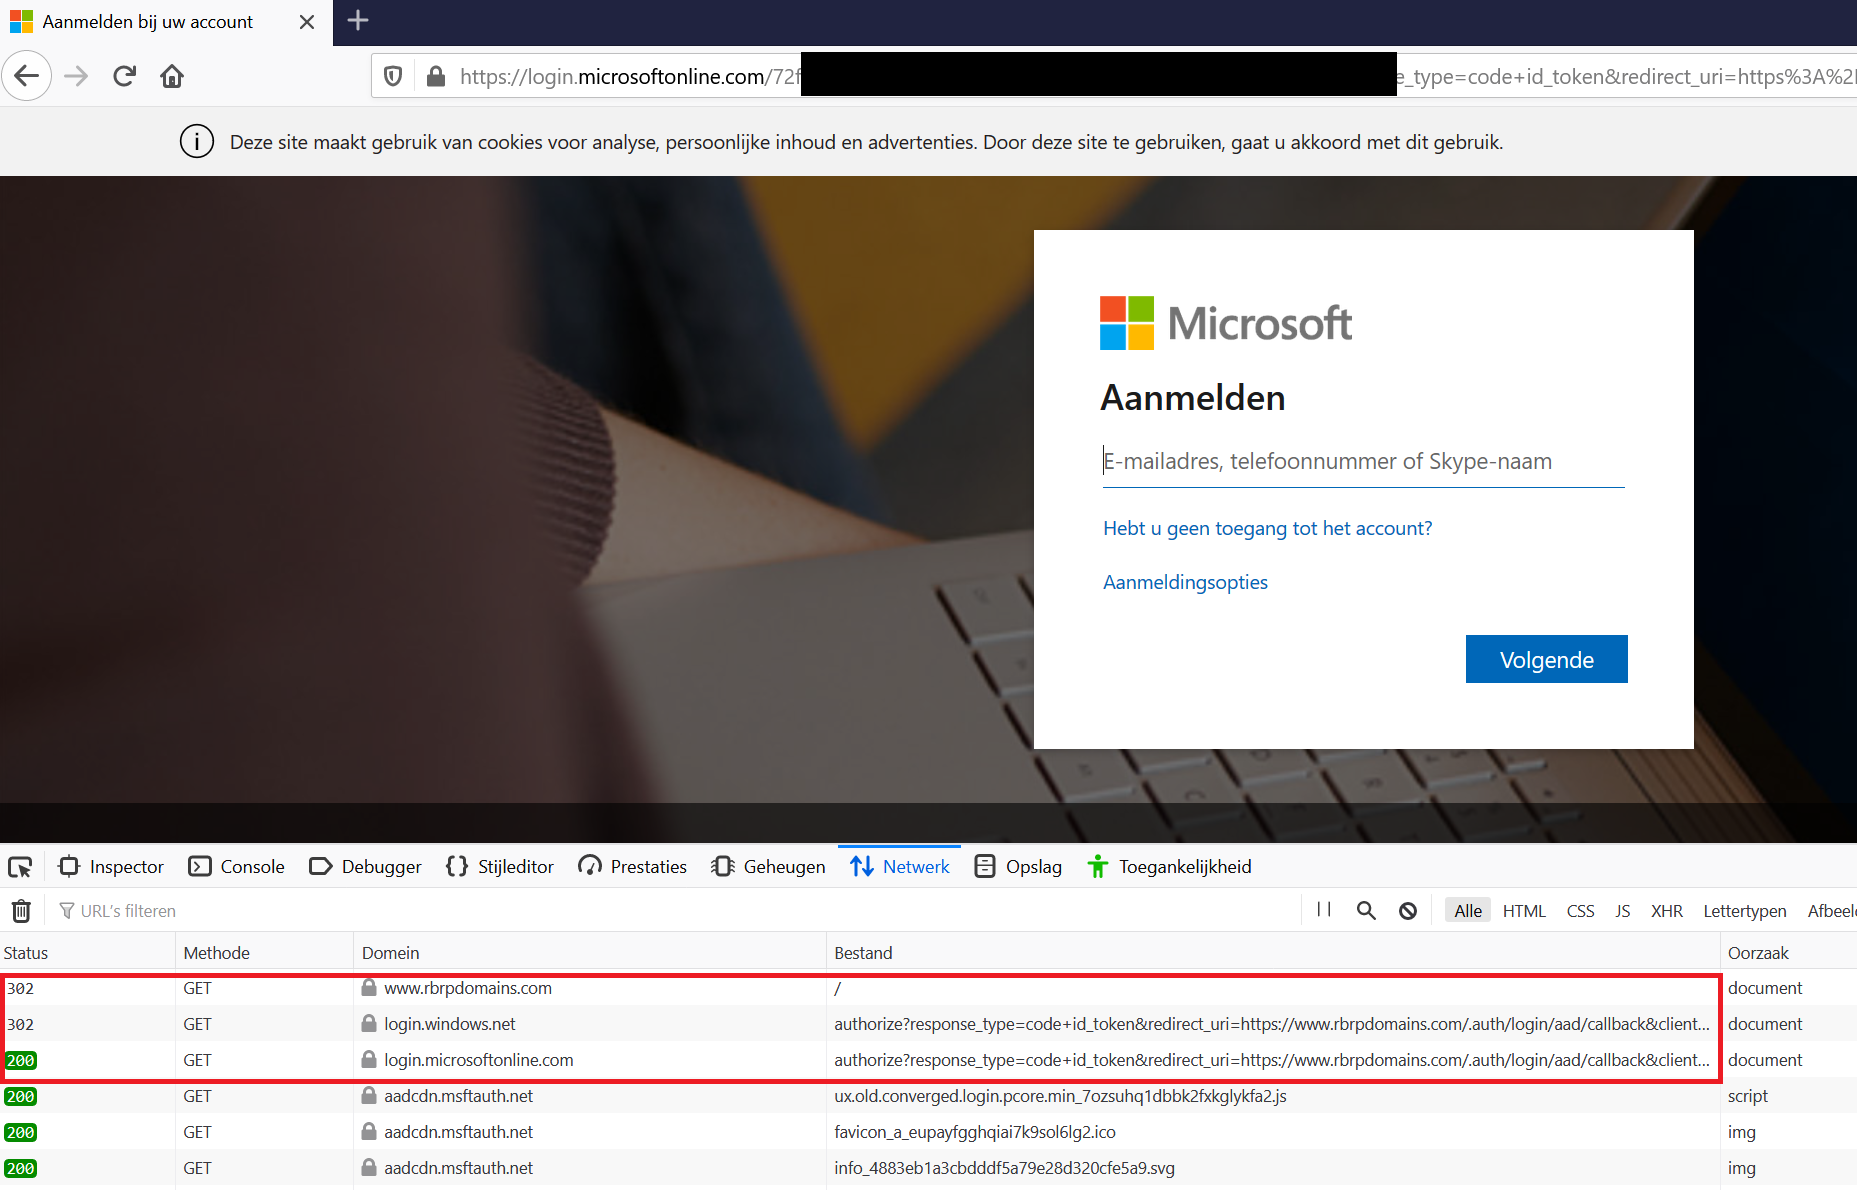 Aanmelden bij uw account
https://login.microsoftonline.com/72f e_type=code+id_token&redirect_uri=https%3A%2
Deze site maakt gebruik van cookies voor analyse, persoonlijke inhoud en advertenties. Door deze site te gebruiken, gaat u akkoord met dit gebruik.
Microsoft
Aanmelden
E-mailadres, telefoonnummer of Skype-naam
Hebt u geen toegang tot het account?
Aanmeldingsopties
Volgende
Inspector Console Debugger Stijleditor Prestaties Geheugen Netwerk Opslag Toegankelijkheid
URL's filteren Alle HTML CSS JS XHR Lettertypen Afbeel
Status Methode Domein Bestand Oorzaak
302 GET www.rbrpdomains.com / document
302 GET login.windows.net authorize?response_type=code+id_token&redirect_uri=https://www.rbrpdomains.com/.auth/login/aad/callback&client... document
200 GET login.microsoftonline.com authorize?response_type=code+id_token&redirect_uri=https://www.rbrpdomains.com/.auth/login/aad/callback&client... document
200 GET aadcdn.msftauth.net ux.old.converged.login.pcore.min_7ozsuhq1dbbk2fxkglykfa2.js script
200 GET aadcdn.msftauth.net favicon_a_eupayfgghqiai7k9sol6lg2.ico img
200 GET aadcdn.msftauth.net info_4883eb1a3cbdddf5a79e28d320cfe5a9.svg img